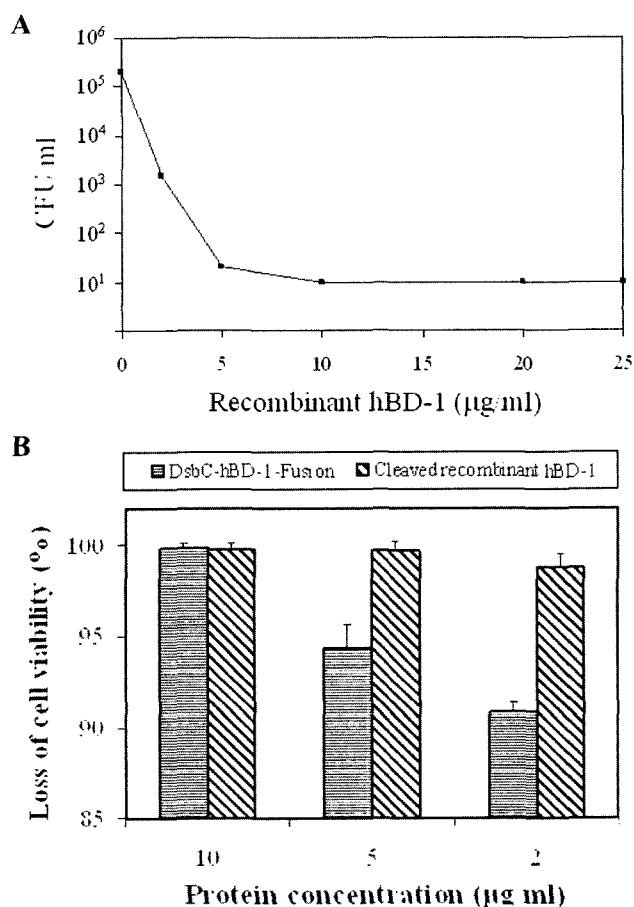 A
10⁶
10⁵
10⁴
10³
10²
10¹
CFU ml
0 5 10 15 20 25
Recombinant hBD-1 (µg/ml)
B
DsbC-hBD-1-Fusion Cleaved recombinant hBD-1
100
95
90
85
Loss of cell viability (%)
10 5 2
Protein concentration (µg ml)